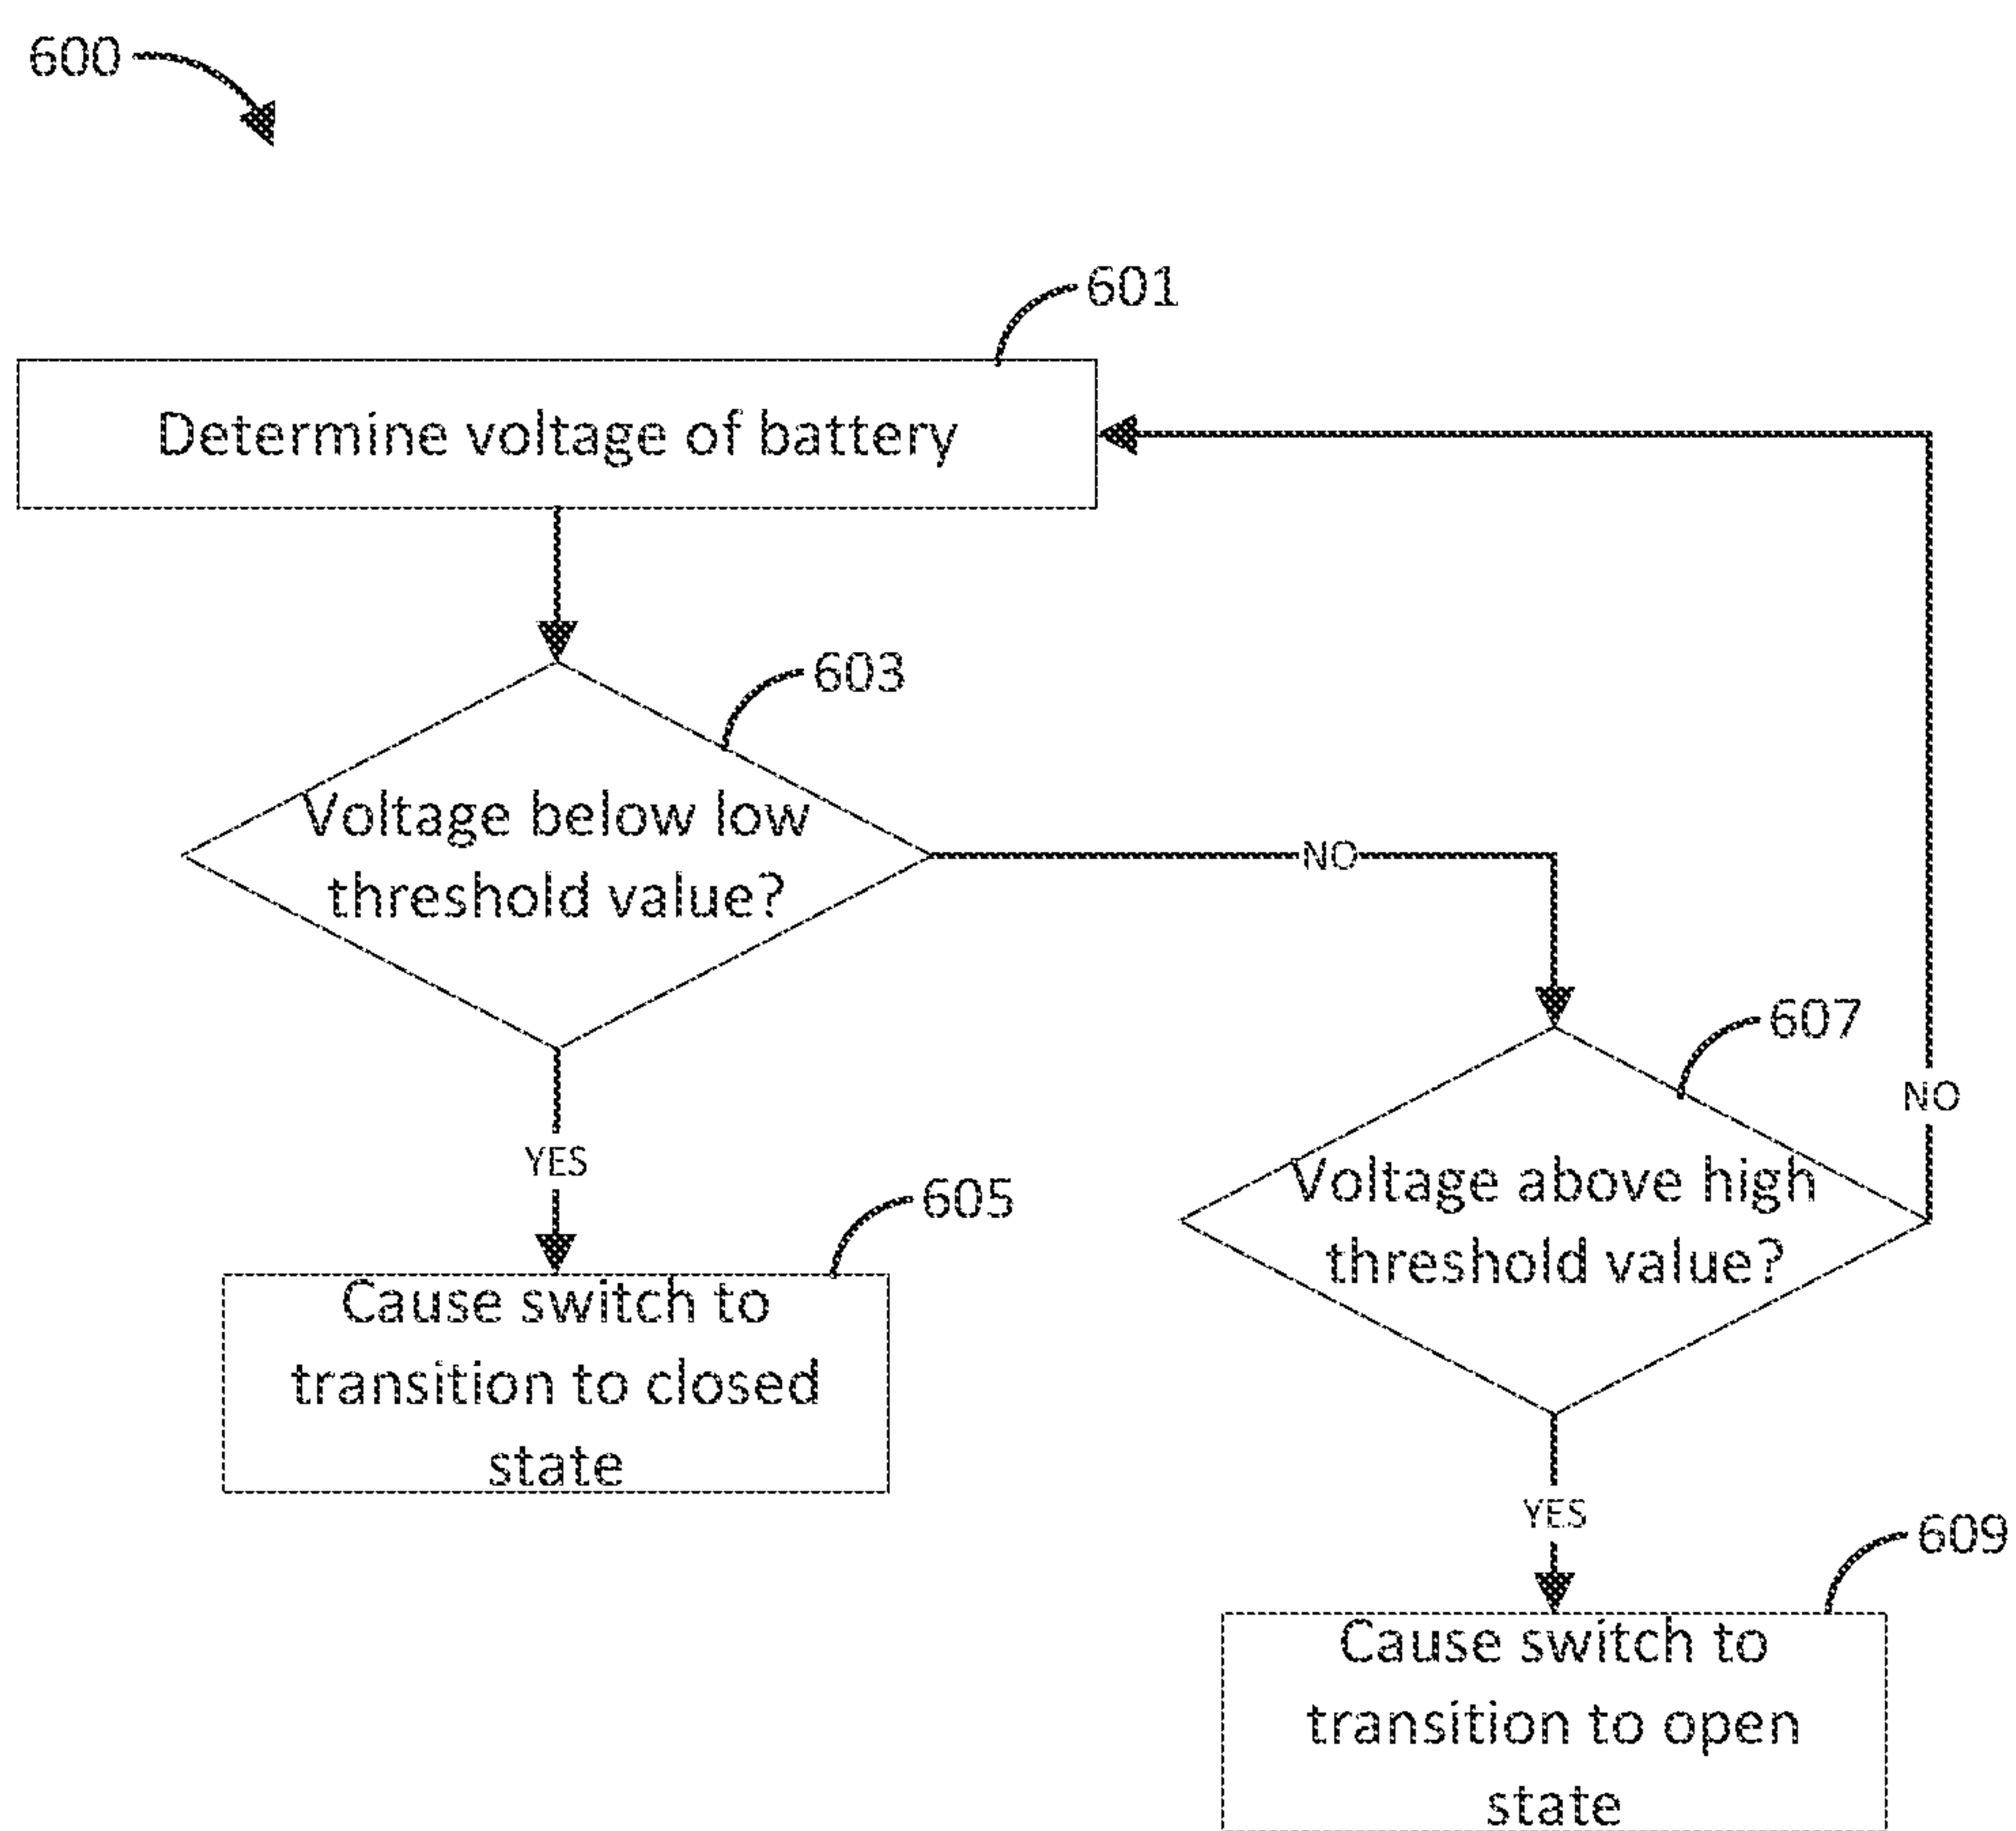 600
601
Determine voltage of battery
603
Voltage below low
threshold value?
NO
607
NO
YES
Voltage above high
threshold value?
605
Cause switch to
transition to closed
state
YES
609
Cause switch to
transition to open
state